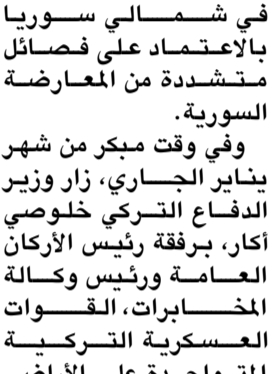 في شمالي سوريا
بالاعتماد على فصائل
متشددة من المعارضة
السورية.
وفي وقت مبكر من شهر
يناير الجاري، زار وزير
الدفاع التركي خلوصي
أكار، برفقة رئيس الأركان
العامة ورئيس وكالة
المخابرات، القوات
العسكرية التركية